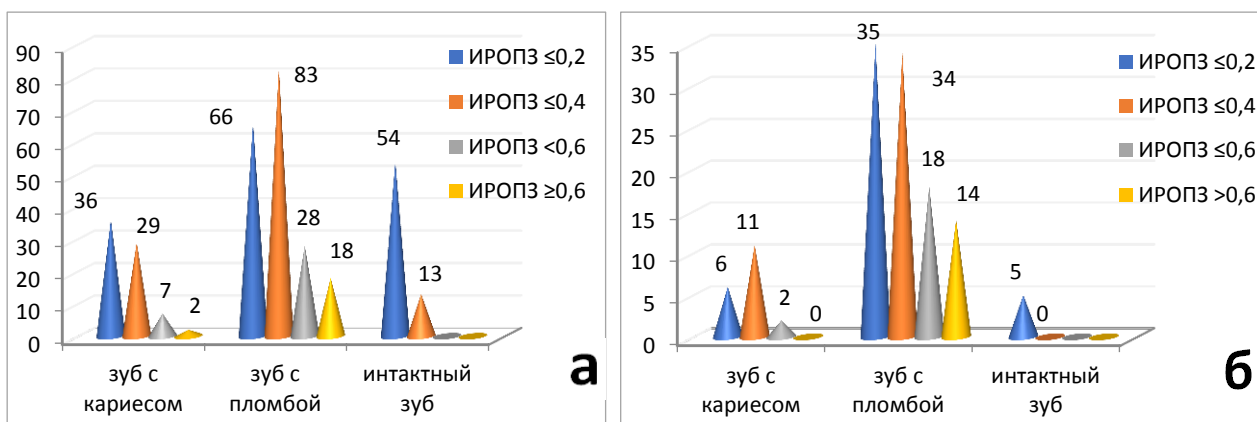 90
80
70
60
50
40
30
20
10
0
36
29
7
2
66
83
28
18
54
13
зуб с
кариесом
зуб с
пломбой
интактный
зуб
ИРОПЗ ≤0,2
ИРОПЗ ≤0,4
ИРОПЗ <0,6
ИРОПЗ ≥0,6
а
35
30
25
20
15
10
5
0
6
11
2
0
35
34
18
14
5
0
зуб с
кариесом
зуб с
пломбой
интактный
зуб
ИРОПЗ ≤0,2
ИРОПЗ ≤0,4
ИРОПЗ ≤0,6
ИРОПЗ >0,6
б